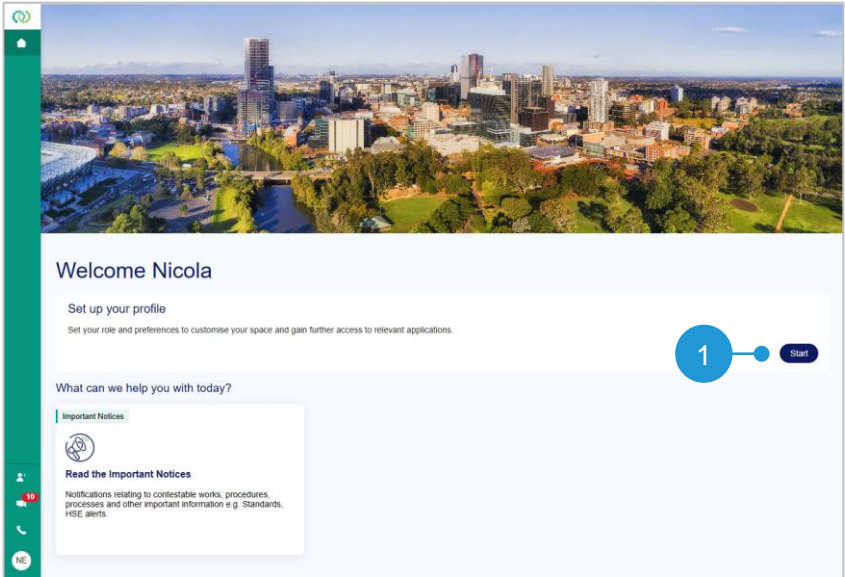 Welcome Nicola
Set up your profile
Set your role and preferences to customise your space and gain further access to relevant applications.
1
Start
What can we help you with today?
Important Notices
Read the Important Notices
Notifications relating to contestable works, procedures,
processes and other important information e.g. Standards,
HSE alerts.
10
NE